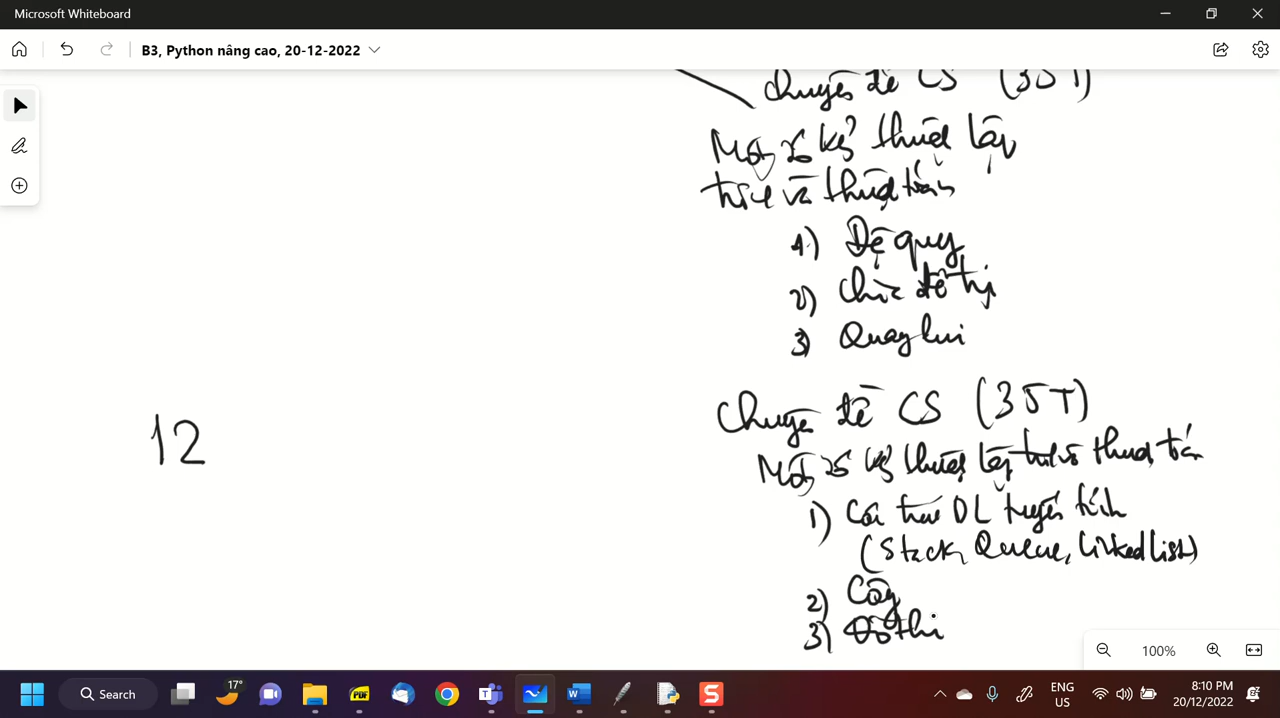 Microsoft Whiteboard
B3, Python nâng cao, 20-12-2022
Chuyên đề CS (35T)
Một số kỹ thuật lập
trình và thuật toán
1) Đệ quy
2) Chia để trị
3) Quay lui
12
Chuyên đề CS (35T)
Một số kỹ thuật lập trình và thuật toán
1) Cấu trúc DL tuyến tính
(Stack, Queue, Linked list)
2) Cây
3) Đồ thị
100%
17°
Search
PDF
W
S
ENG
US
8:10 PM
20/12/2022